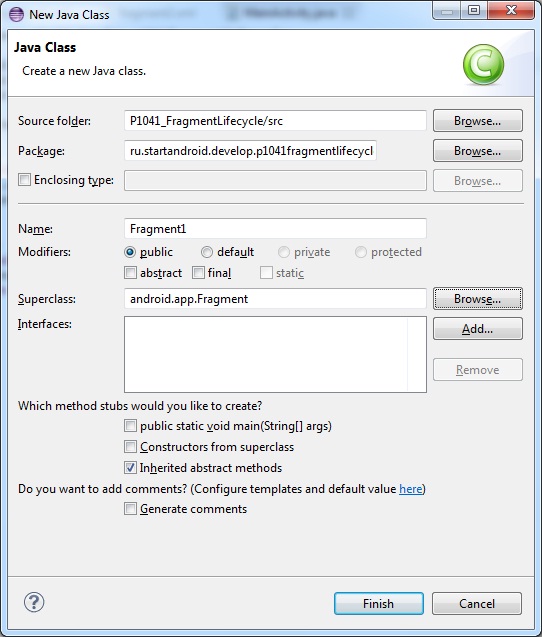 New Java Class
Java Class
Create a new Java class.
Source folder: P1041_FragmentLifecycle/src Browse...
Package: ru.startandroid.develop.p1041fragmentlifecycl Browse...
Enclosing type: Browse...
Name: Fragment1
Modifiers: public default private protected
abstract final static
Superclass: android.app.Fragment Browse...
Interfaces: Add...
Remove
Which method stubs would you like to create?
public static void main(String[] args)
Constructors from superclass
Inherited abstract methods
Do you want to add comments? (Configure templates and default value here)
Generate comments
? Finish Cancel